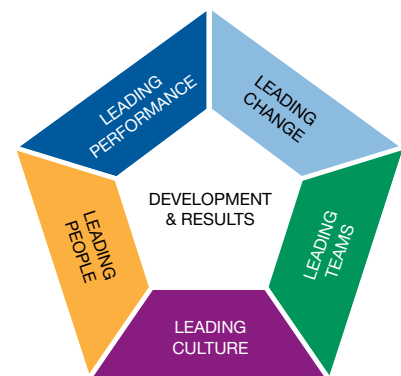 LEADING
PERFORMANCE
LEADING
CHANGE
DEVELOPMENT
& RESULTS
LEADING
PEOPLE
LEADING
TEAMS
LEADING
CULTURE